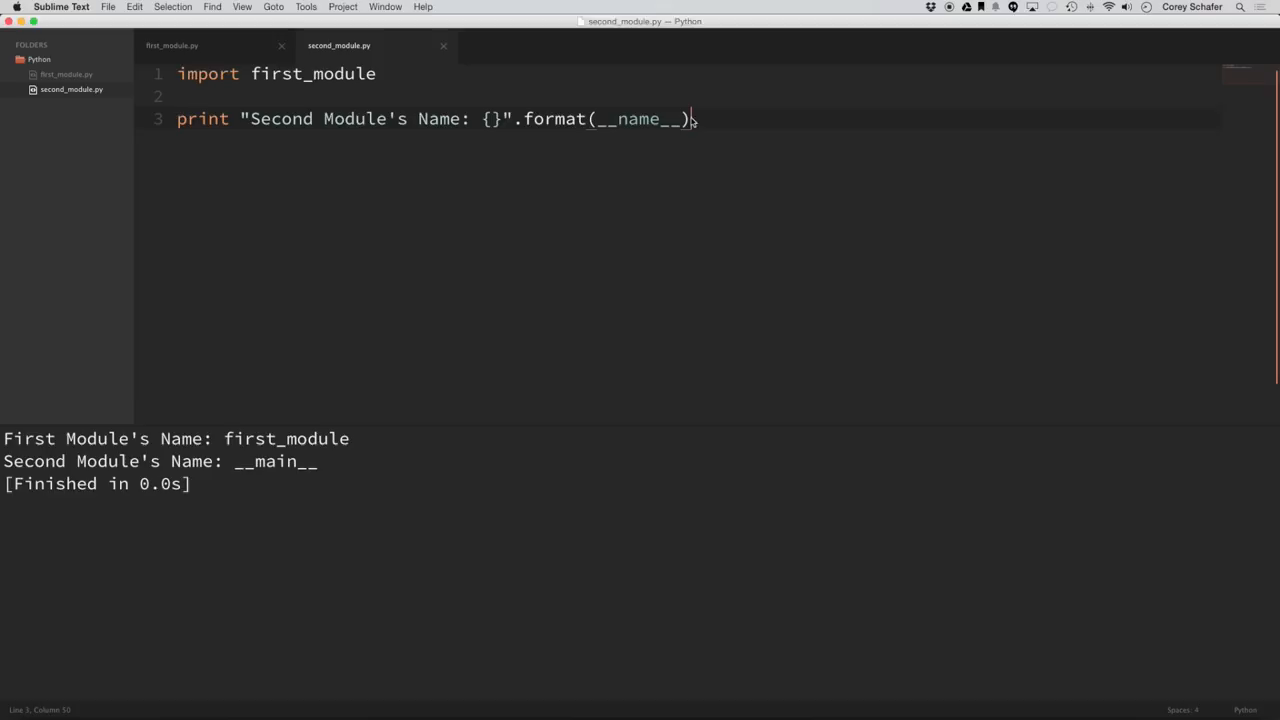 Sublime Text File Edit Selection Find View Goto Tools Project Window Help Corey Schafer
second_module.py — Python
FOLDERS
Python
first_module.py
second_module.py
first_module.py second_module.py
1 import first_module
2
3 print "Second Module's Name: {}".format(__name__)
First Module's Name: first_module
Second Module's Name: __main__
[Finished in 0.0s]
Line 3, Column 50 Spaces: 4 Python